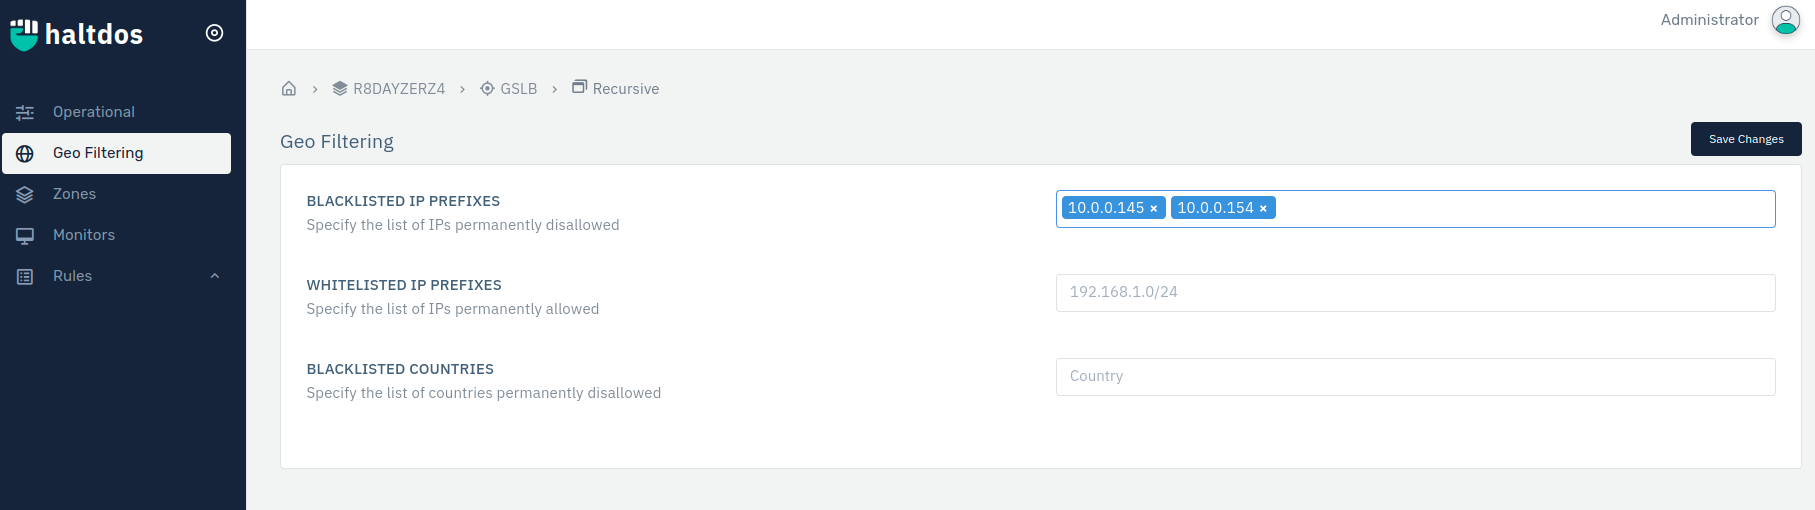 haltdos
Administrator
Operational
Geo Filtering
Zones
Monitors
Rules
R8DAYZERZ4 GSLB Recursive
Geo Filtering
Save Changes
BLACKLISTED IP PREFIXES
Specify the list of IPs permanently disallowed
10.0.0.145 × 10.0.0.154 ×
WHITELISTED IP PREFIXES
Specify the list of IPs permanently allowed
192.168.1.0/24
BLACKLISTED COUNTRIES
Specify the list of countries permanently disallowed
Country